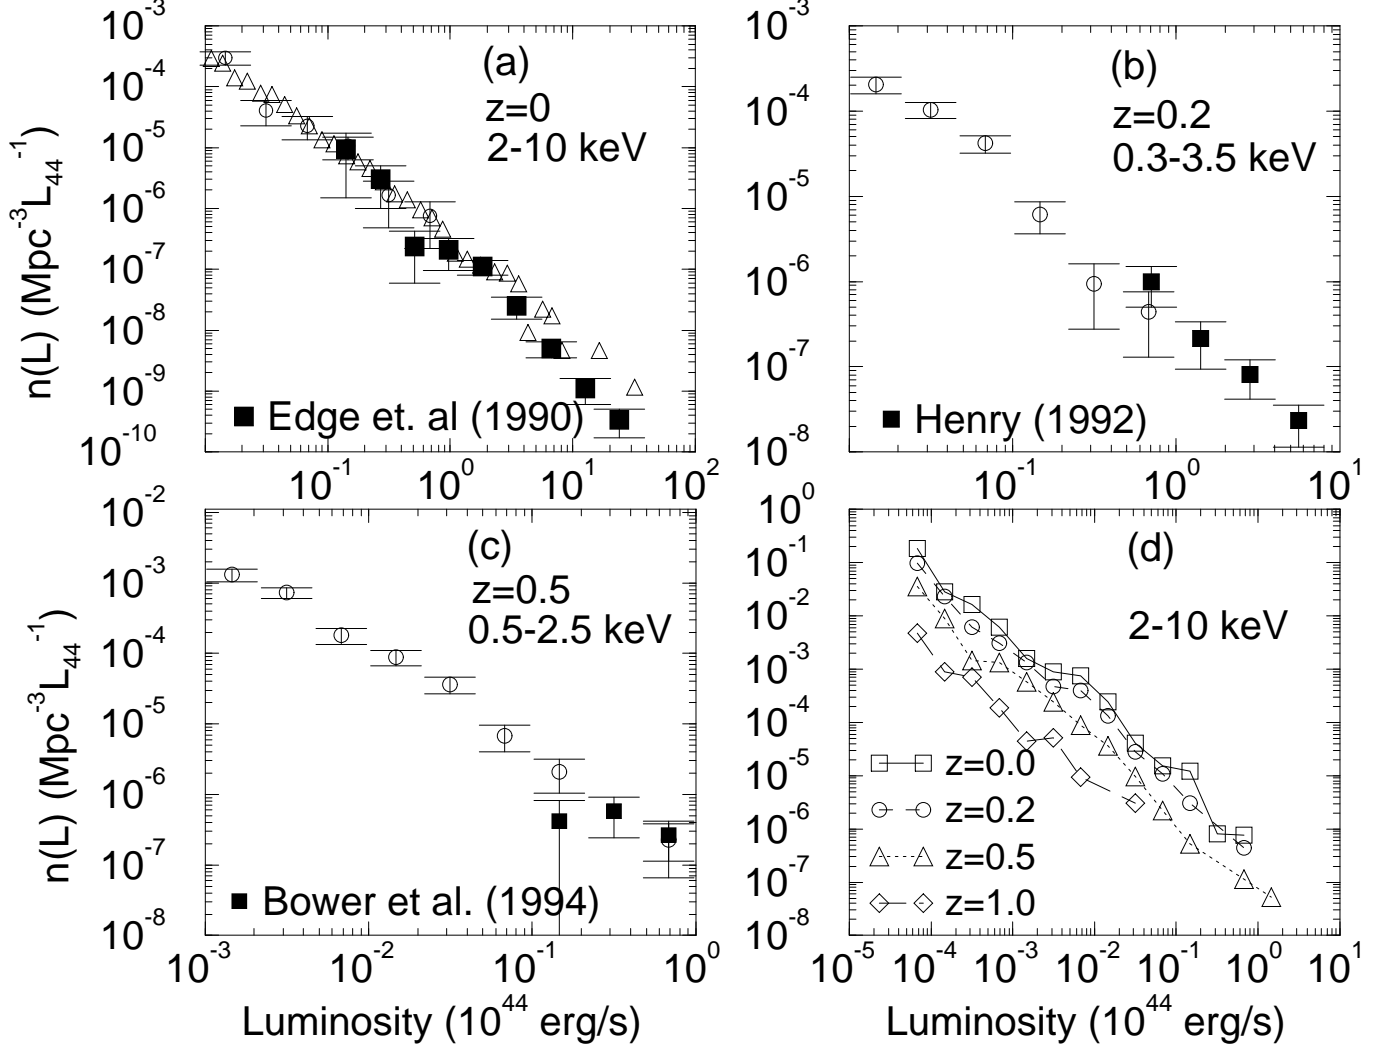 10^-3
10^-4
10^-5
10^-6
10^-7
10^-8
10^-9
10^-10
n(L) (Mpc^-3 L_44^-1)
(a)
z=0
2-10 keV
Edge et. al (1990)
10^-1 10^0 10^1 10^2
10^-3
10^-4
10^-5
10^-6
10^-7
10^-8
(b)
z=0.2
0.3-3.5 keV
Henry (1992)
10^-1 10^0 10^1
10^-2
10^-3
10^-4
10^-5
10^-6
10^-7
10^-8
n(L) (Mpc^-3 L_44^-1)
(c)
z=0.5
0.5-2.5 keV
Bower et al. (1994)
10^-3 10^-2 10^-1 10^0
Luminosity (10^44 erg/s)
10^0
10^-1
10^-2
10^-3
10^-4
10^-5
10^-6
10^-7
10^-8
(d)
2-10 keV
z=0.0
z=0.2
z=0.5
z=1.0
10^-5 10^-4 10^-3 10^-2 10^-1 10^0 10^1
Luminosity (10^44 erg/s)